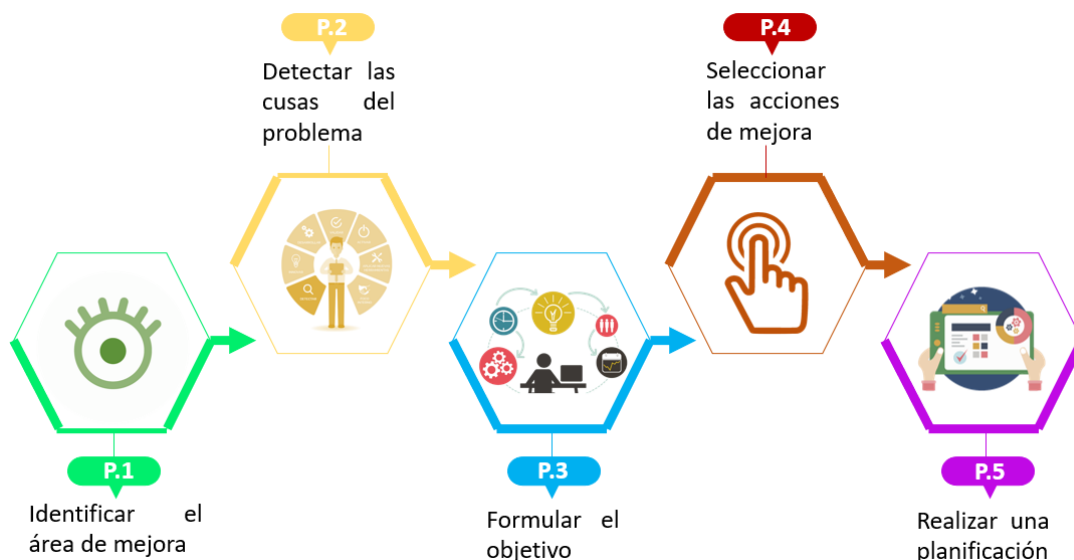 P.1
Identificar el
área de mejora
P.2
Detectar las
cusas del
problema
P.3
Formular el
objetivo
P.4
Seleccionar
las acciones
de mejora
P.5
Realizar una
planificación